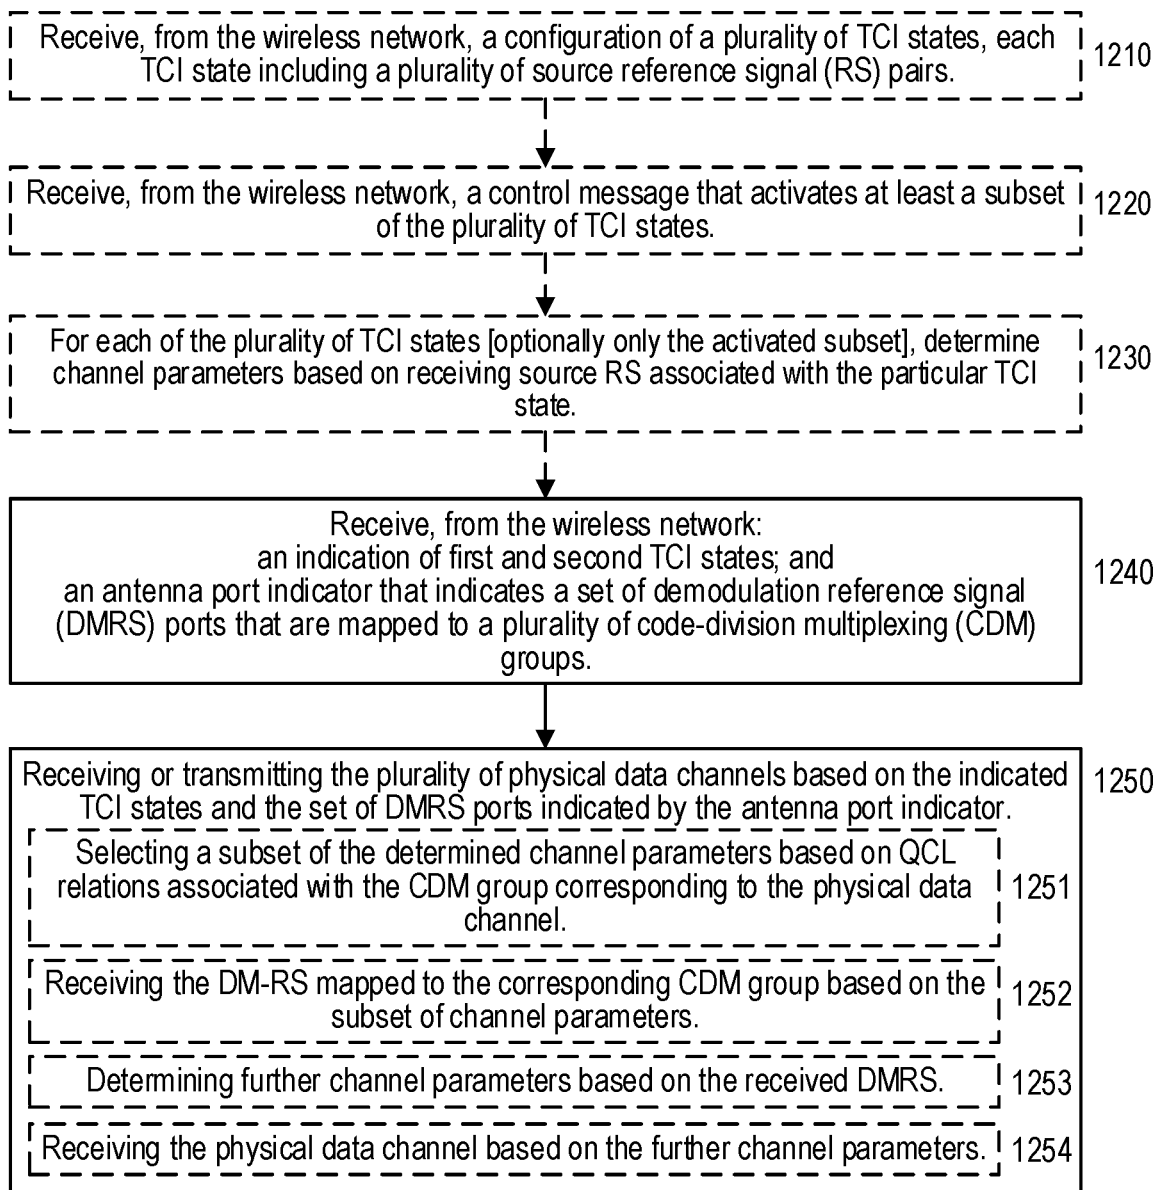 Receive, from the wireless network, a configuration of a plurality of TCI states, each
TCI state including a plurality of source reference signal (RS) pairs.
1210
Receive, from the wireless network, a control message that activates at least a subset
of the plurality of TCI states.
1220
For each of the plurality of TCI states [optionally only the activated subset], determine
channel parameters based on receiving source RS associated with the particular TCI
state.
1230
Receive, from the wireless network:
an indication of first and second TCI states; and
an antenna port indicator that indicates a set of demodulation reference signal
(DMRS) ports that are mapped to a plurality of code-division multiplexing (CDM)
groups.
1240
Receiving or transmitting the plurality of physical data channels based on the indicated
TCI states and the set of DMRS ports indicated by the antenna port indicator.
1250
Selecting a subset of the determined channel parameters based on QCL
relations associated with the CDM group corresponding to the physical data
channel.
1251
Receiving the DM-RS mapped to the corresponding CDM group based on the
subset of channel parameters.
1252
Determining further channel parameters based on the received DMRS.
1253
Receiving the physical data channel based on the further channel parameters.
1254